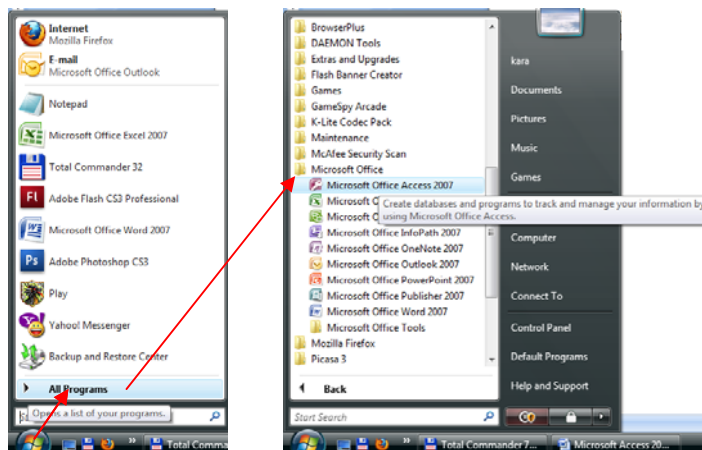 Internet
Mozilla Firefox
E-mail
Microsoft Office Outlook
Notepad
Microsoft Office Excel 2007
Total Commander 32
Adobe Flash CS3 Professional
Microsoft Office Word 2007
Adobe Photoshop CS3
Play
Yahoo! Messenger
Backup and Restore Center
All Programs
Opens a list of your programs.
Total Comma
BrowserPlus
DAEMON Tools
Extras and Upgrades
Flash Banner Creator
Games
GameSpy Arcade
K-Lite Codec Pack
Maintenance
McAfee Security Scan
Microsoft Office
Microsoft Office Access 2007
Microsoft O
Microsoft O
Microsoft Office InfoPath 2007
Microsoft Office OneNote 2007
Microsoft Office Outlook 2007
Microsoft Office PowerPoint 2007
Microsoft Office Publisher 2007
Microsoft Office Word 2007
Microsoft Office Tools
Mozilla Firefox
Picasa 3
Back
Start Search
Create databases and programs to track and manage your information by
using Microsoft Office Access.
kara
Documents
Pictures
Music
Games
Computer
Network
Connect To
Control Panel
Default Programs
Help and Support
Total Commander 7...
Microsoft Access 20...